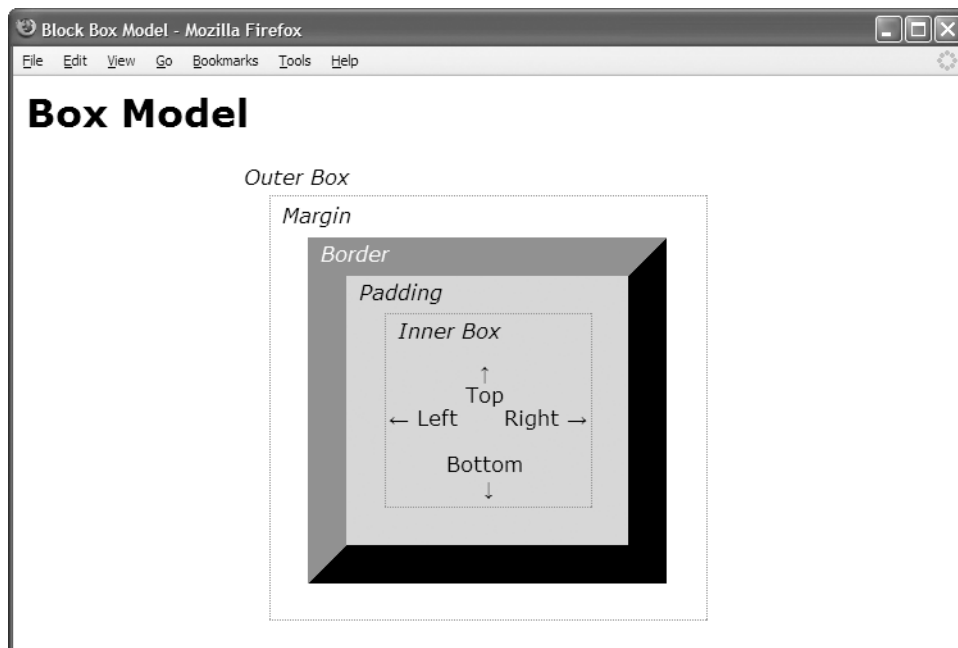 Block Box Model - Mozilla Firefox
File Edit View Go Bookmarks Tools Help
Box Model
Outer Box
Margin
Border
Padding
Inner Box
↑
Top
← Left Right →
Bottom
↓